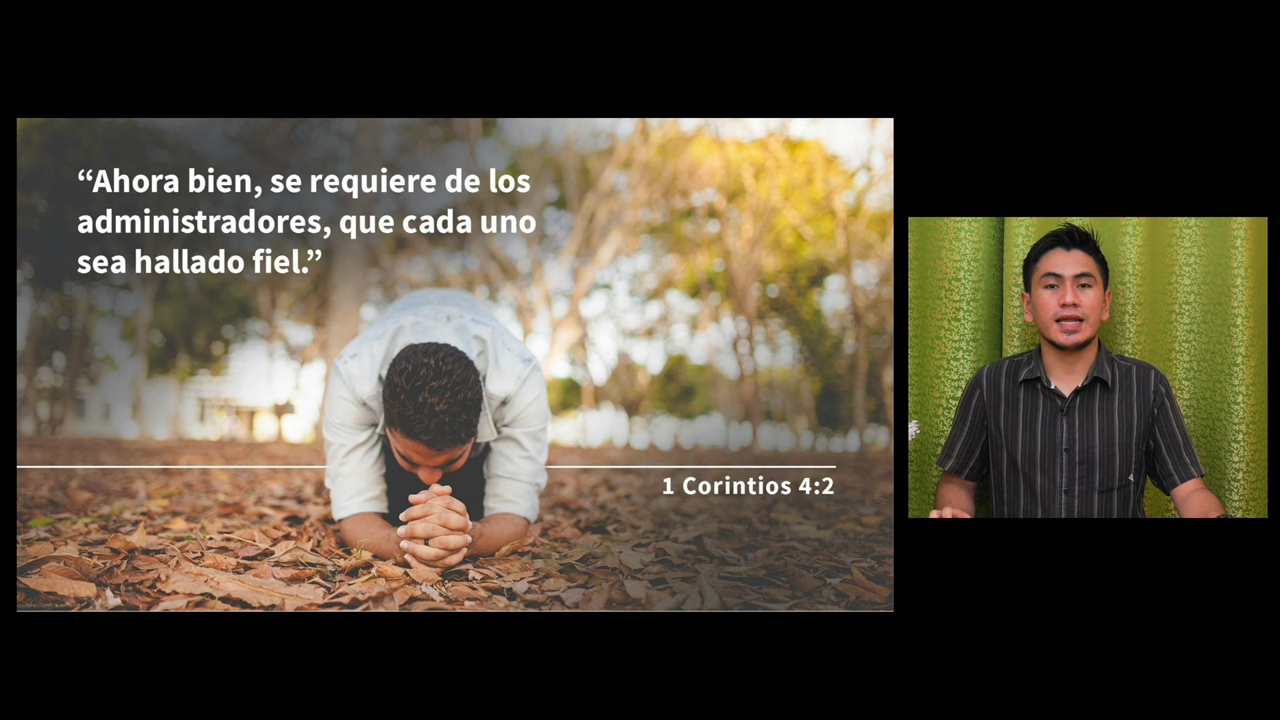 “Ahora bien, se requiere de los
administradores, que cada uno
sea hallado fiel.”
1 Corintios 4:2